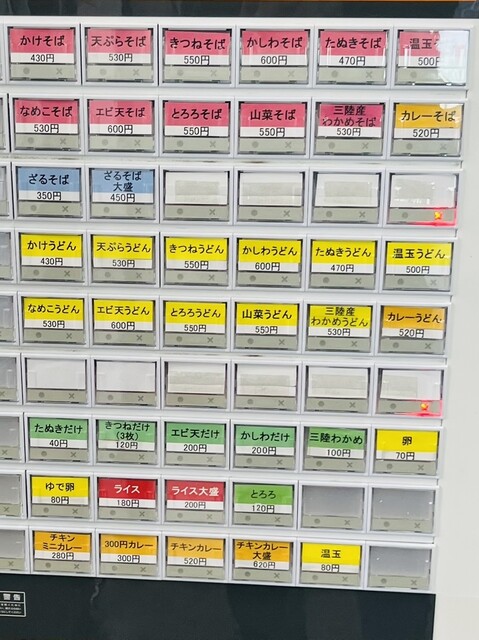 かけそば 天ぷらそば きつねそば かしわそば たぬきそば 温玉そば
430円 530円 550円 600円 470円 500円
なめこそば エビ天そば とろろそば 山菜そば 三陸産 カレーそば
わかめそば
530円 600円 550円 550円 530円 520円
ざるそば ざるそば
大盛
350円 450円
かけうどん 天ぷらうどん きつねうどん かしわうどん たぬきうどん 温玉うどん
430円 530円 550円 600円 470円 500円
なめこうどん エビ天うどん とろろうどん 山菜うどん 三陸産 カレーうどん
わかめうどん
530円 600円 550円 550円 530円 520円
たぬきだけ きつねだけ エビ天だけ かしわだけ 三陸わかめ 卵
(3枚)
40円 120円 200円 200円 100円 70円
ゆで卵 ライス ライス大盛 とろろ
80円 180円 200円 120円
チキン 300円カレー チキンカレー チキンカレー 温玉
ミニカレー 大盛
280円 300円 520円 620円 80円
警告